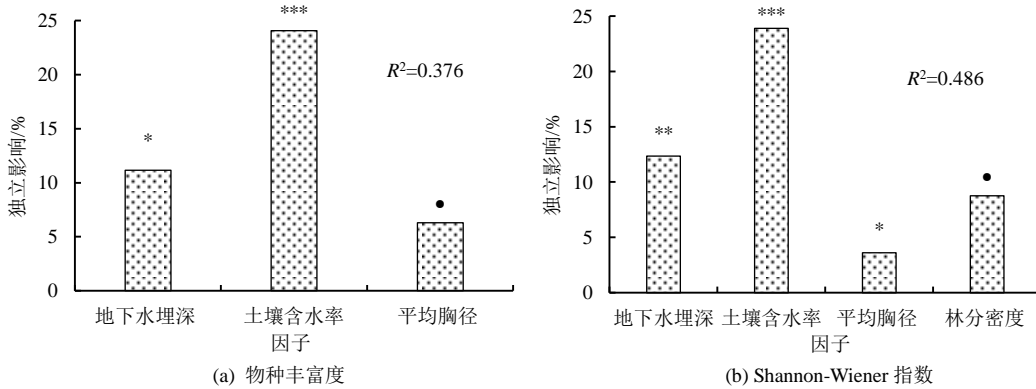 25
20
15
10
5
0
独立影响/%
*
***
●
R²=0.376
地下水埋深 土壤含水率 平均胸径
因子
(a) 物种丰富度
25
20
15
10
5
0
独立影响/%
**
***
*
●
R²=0.486
地下水埋深 土壤含水率 平均胸径 林分密度
因子
(b) Shannon-Wiener 指数